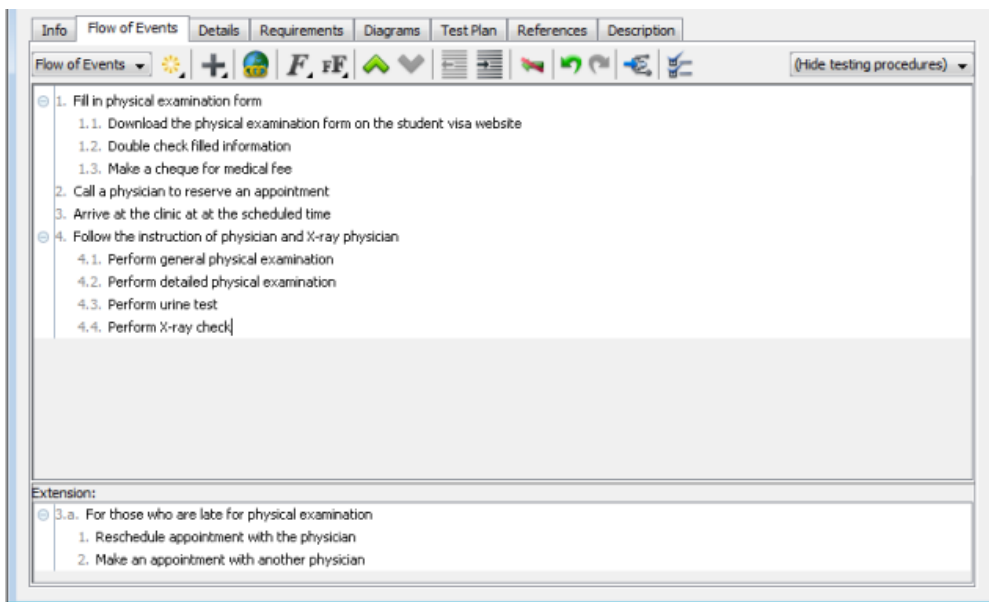 Info Flow of Events Details Requirements Diagrams Test Plan References Description
Flow of Events F FF (Hide testing procedures)
1. Fill in physical examination form
1.1. Download the physical examination form on the student visa website
1.2. Double check filled information
1.3. Make a cheque for medical fee
2. Call a physician to reserve an appointment
3. Arrive at the clinic at at the scheduled time
4. Follow the instruction of physician and X-ray physician
4.1. Perform general physical examination
4.2. Perform detailed physical examination
4.3. Perform urine test
4.4. Perform X-ray check
Extension:
3.a. For those who are late for physical examination
1. Reschedule appointment with the physician
2. Make an appointment with another physician